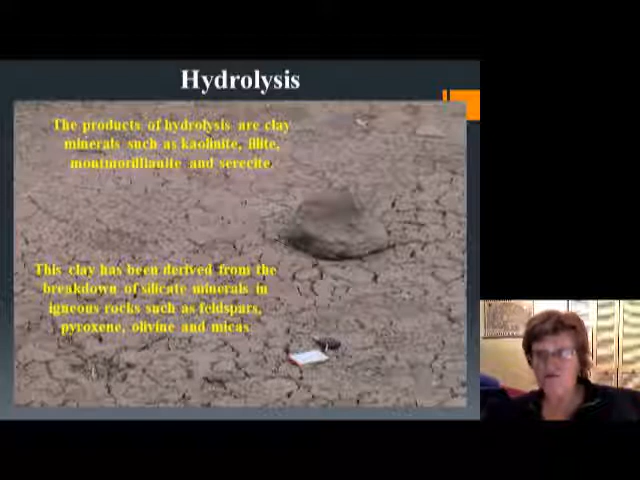 Hydrolysis
The products of hydrolysis are clay
minerals such as kaolinite, illite,
montmorillianite and serecite.
This clay has been derived from the
breakdown of silicate minerals in
igneous rocks such as feldspars,
pyroxene, olivine and micas